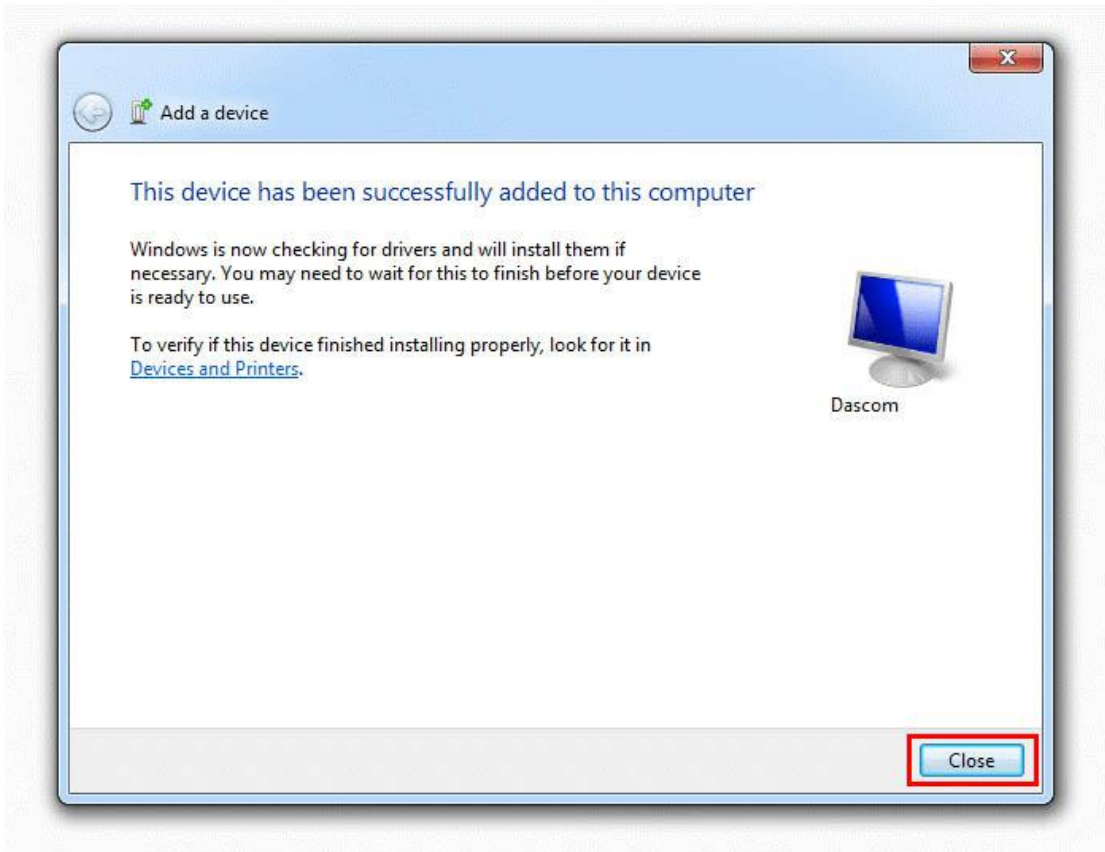 Add a device
This device has been successfully added to this computer
Windows is now checking for drivers and will install them if
necessary. You may need to wait for this to finish before your device
is ready to use.
To verify if this device finished installing properly, look for it in
Devices and Printers.
Dascom
Close